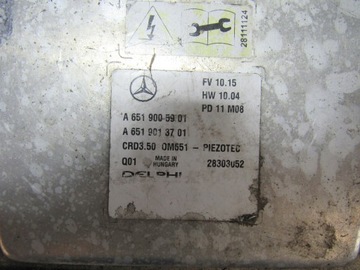 28111124
FV 10.15
HW 10.04
PD 11 M08
A 651 900 59 01
A 651 901 37 01
CRD3.50 OM651 - PIEZOTEC
Q01 MADE IN HUNGARY 28303052
DELPHI